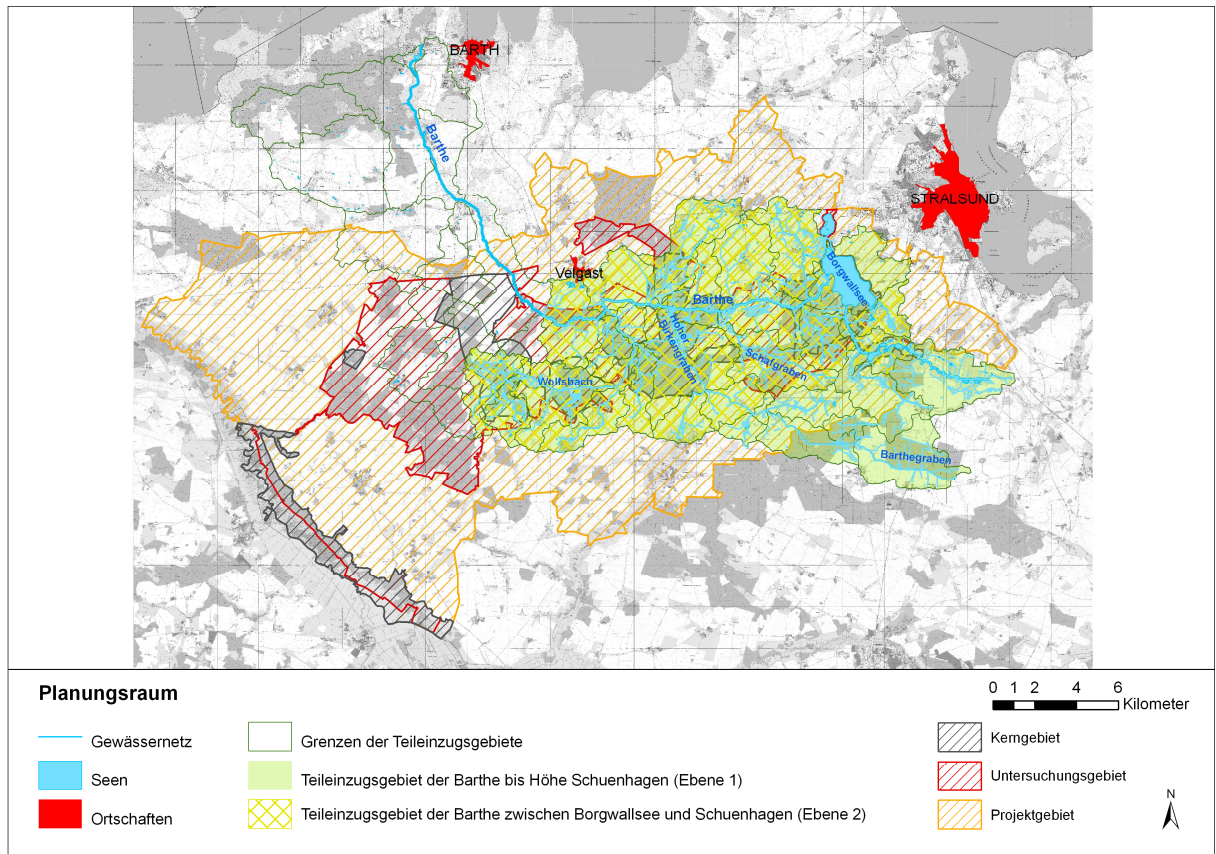 BARTH
Barthe
STRALSUND
Velgast
Borgwallsee
Barthe
Hoher
Birkengraben
Schafgraben
Wolfsbach
Barthegraben
Planungsraum
0 1 2 4 6
Kilometer
Gewässernetz
Seen
Ortschaften
Grenzen der Teileinzugsgebiete
Teileinzugsgebiet der Barthe bis Höhe Schuenhagen (Ebene 1)
Teileinzugsgebiet der Barthe zwischen Borgwallsee und Schuenhagen (Ebene 2)
Kerngebiet
Untersuchungsgebiet
Projektgebiet
N